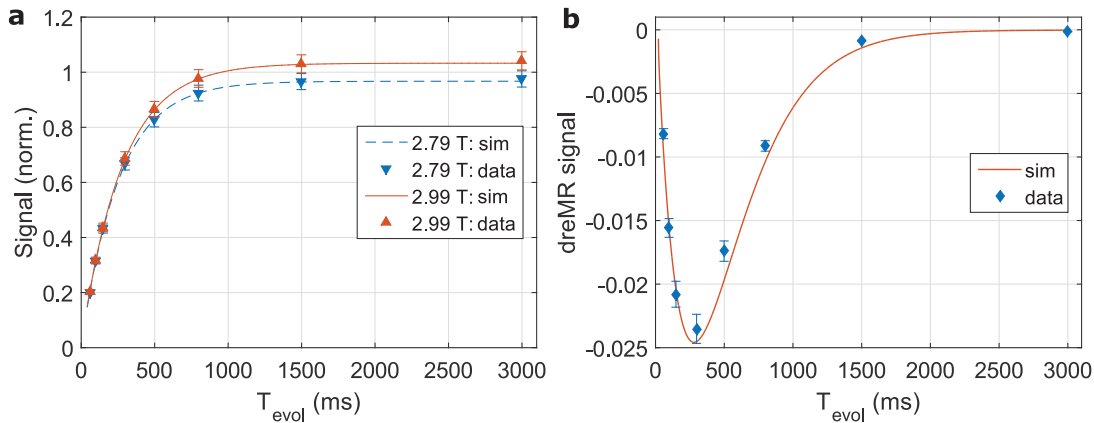 a
Signal (norm.)
1.2
1
0.8
0.6
0.4
0.2
0
2.79 T: sim
2.79 T: data
2.99 T: sim
2.99 T: data
0 500 1000 1500 2000 2500 3000
T_evol (ms)
b
dreMR signal
0
-0.005
-0.01
-0.015
-0.02
-0.025
sim
data
0 500 1000 1500 2000 2500 3000
T_evol (ms)